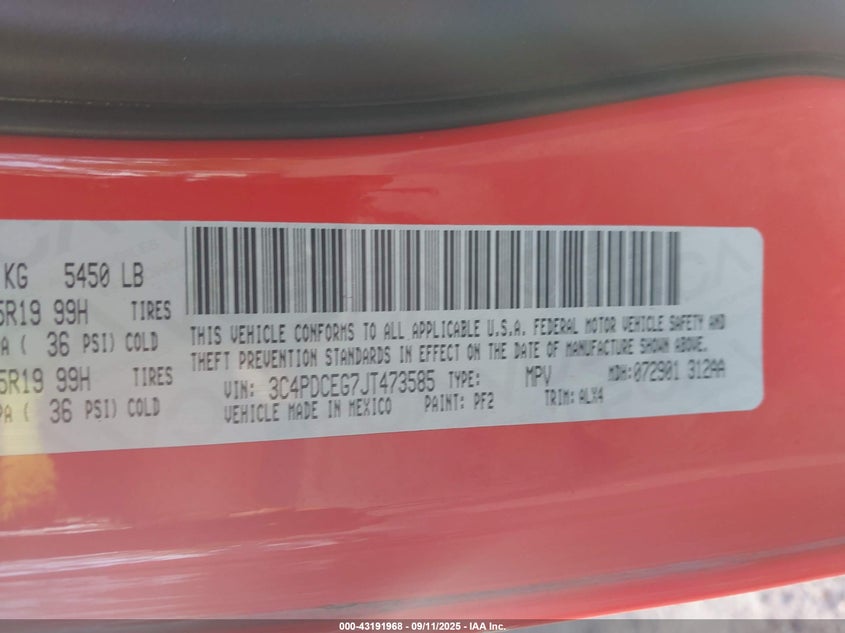 KG 5450 LB
5R19 99H TIRES
PA ( 36 PSI) COLD
5R19 99H TIRES
PA ( 36 PSI) COLD
THIS VEHICLE CONFORMS TO ALL APPLICABLE U.S.A. FEDERAL MOTOR VEHICLE SAFETY AND
THEFT PREVENTION STANDARDS IN EFFECT ON THE DATE OF MANUFACTURE SHOWN ABOVE.
VIN: 3C4PDCEG7JT473585 TYPE: MPV MDH: 072901 312AA
VEHICLE MADE IN MEXICO PAINT: PF2 TRIM: ALX4
000-43191968 - 09/11/2025 - IAA Inc.